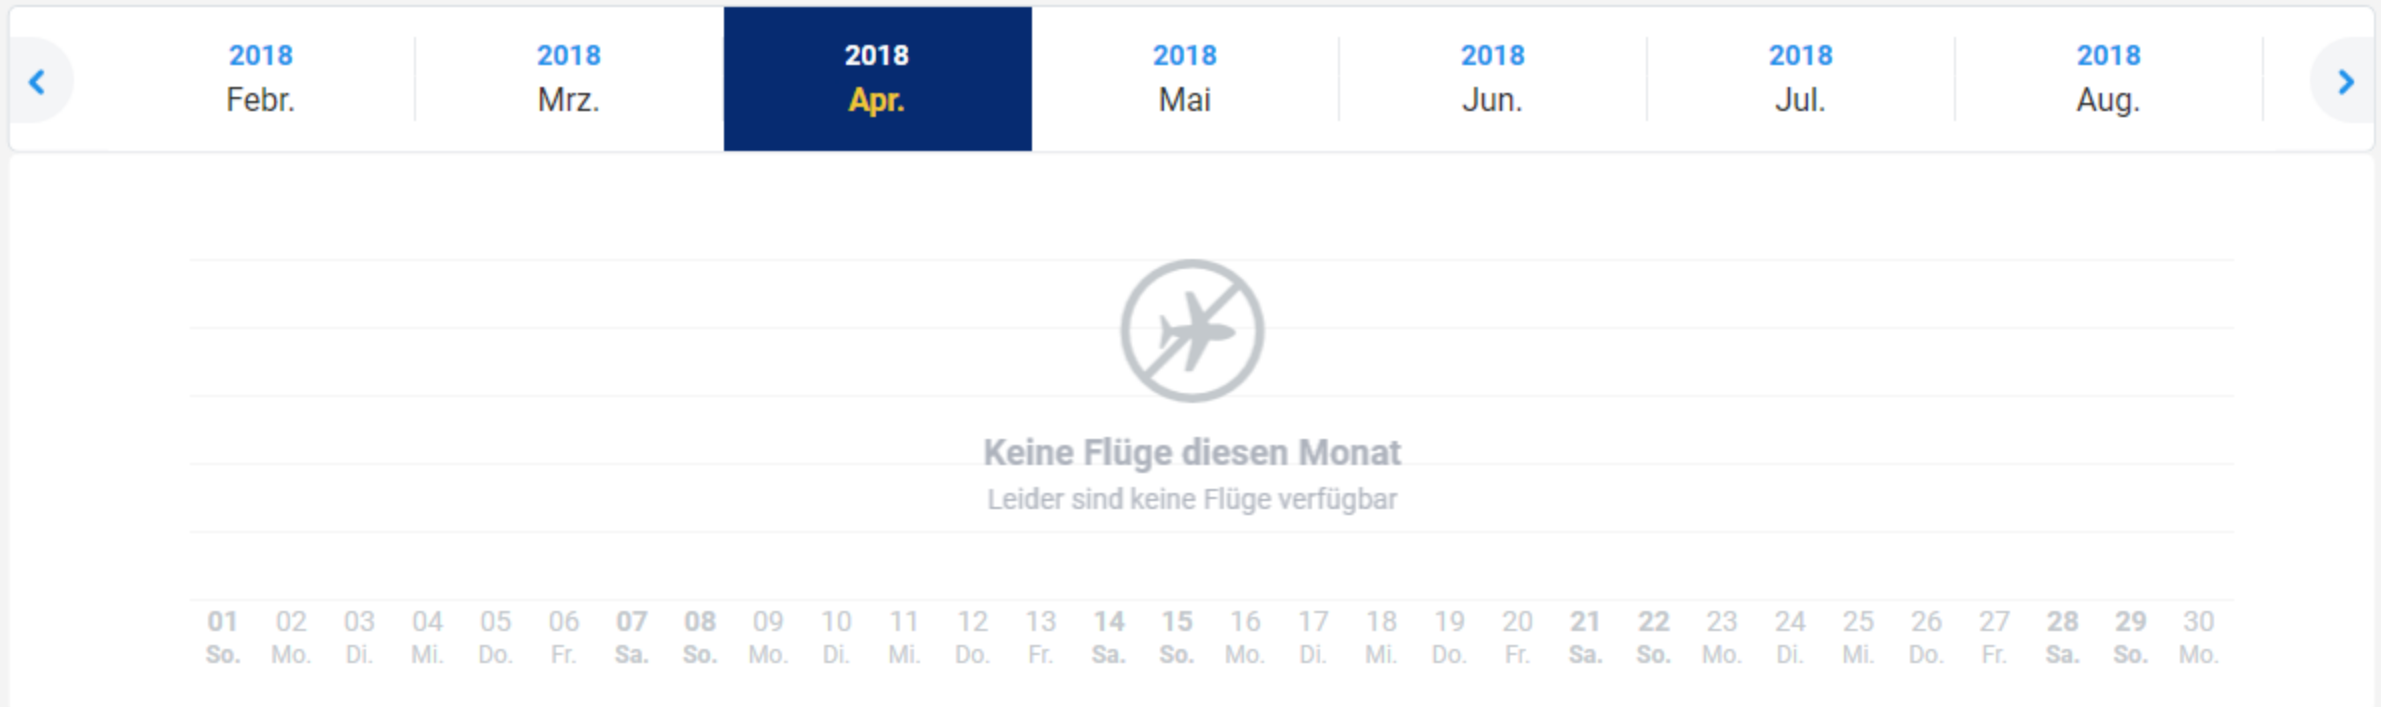 2018 2018 2018 2018 2018 2018 2018
Febr. Mrz. Apr. Mai Jun. Jul. Aug.
Keine Flüge diesen Monat
Leider sind keine Flüge verfügbar
01 02 03 04 05 06 07 08 09 10 11 12 13 14 15 16 17 18 19 20 21 22 23 24 25 26 27 28 29 30
So. Mo. Di. Mi. Do. Fr. Sa. So. Mo. Di. Mi. Do. Fr. Sa. So. Mo. Di. Mi. Do. Fr. Sa. So. Mo. Di. Mi. Do. Fr. Sa. So. Mo.